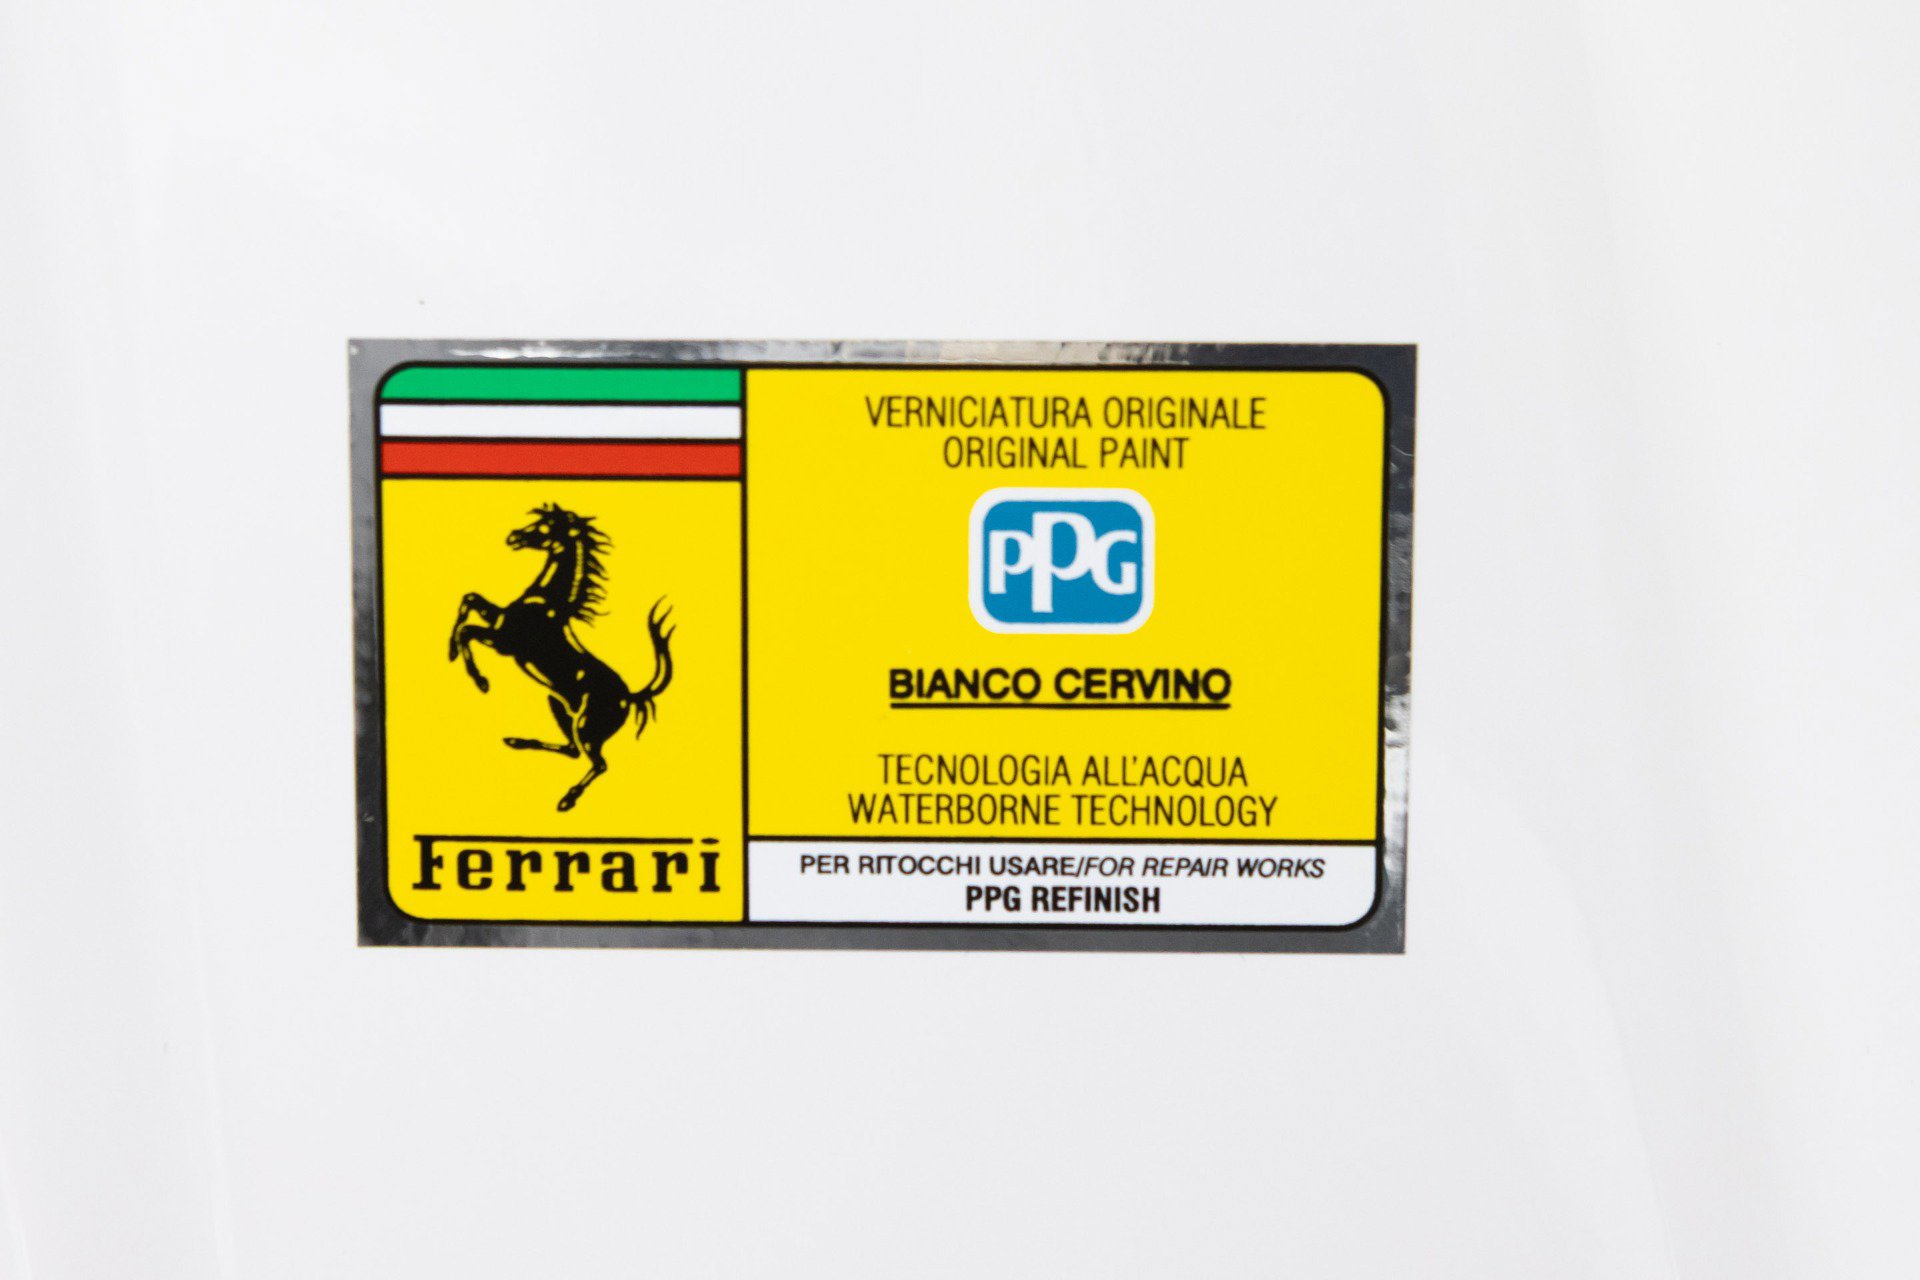 Ferrari
VERNICIATURA ORIGINALE
ORIGINAL PAINT
PPG
BIANCO CERVINO
TECNOLOGIA ALL'ACQUA
WATERBORNE TECHNOLOGY
PER RITOCCHI USARE/FOR REPAIR WORKS
PPG REFINISH